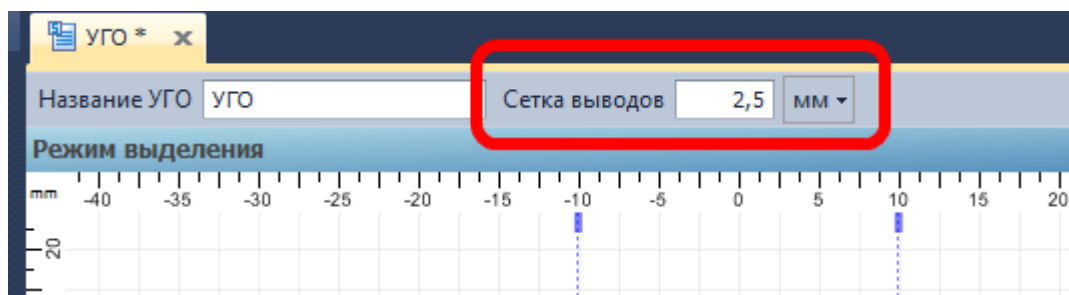 УГО *
Название УГО УГО Сетка выводов 2,5 мм
Режим выделения
mm -40 -35 -30 -25 -20 -15 -10 -5 0 5 10 15 20
20